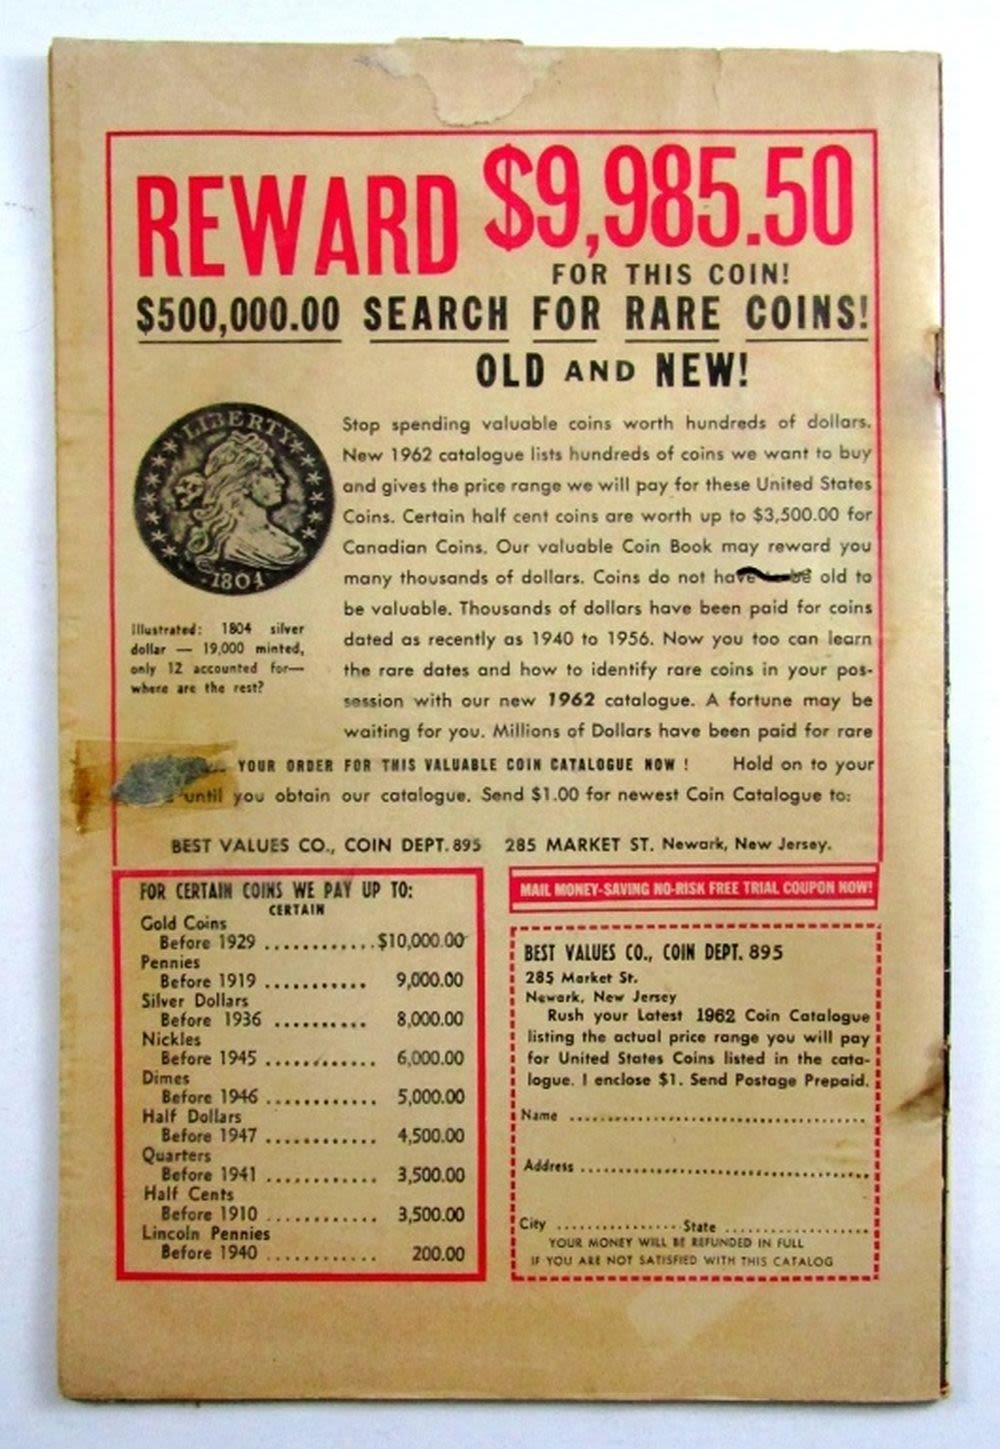 REWARD $9,985.50
FOR THIS COIN!
$500,000.00 SEARCH FOR RARE COINS!
OLD AND NEW!
LIBERTY
1804
Illustrated: 1804 silver
dollar — 19,000 minted,
only 12 accounted for—
where are the rest?
Stop spending valuable coins worth hundreds of dollars.
New 1962 catalogue lists hundreds of coins we want to buy
and gives the price range we will pay for these United States
Coins. Certain half cent coins are worth up to $3,500.00 for
Canadian Coins. Our valuable Coin Book may reward you
many thousands of dollars. Coins do not have to be old to
be valuable. Thousands of dollars have been paid for coins
dated as recently as 1940 to 1956. Now you too can learn
the rare dates and how to identify rare coins in your pos-
session with our new 1962 catalogue. A fortune may be
waiting for you. Millions of Dollars have been paid for rare
YOUR ORDER FOR THIS VALUABLE COIN CATALOGUE NOW ! Hold on to your
until you obtain our catalogue. Send $1.00 for newest Coin Catalogue to:
BEST VALUES CO., COIN DEPT. 895 285 MARKET ST. Newark, New Jersey.
FOR CERTAIN COINS WE PAY UP TO:
CERTAIN
Gold Coins
Before 1929 ............$10,000.00
Pennies
Before 1919 ........... 9,000.00
Silver Dollars
Before 1936 .......... 8,000.00
Nickles
Before 1945 ............ 6,000.00
Dimes
Before 1946 ............ 5,000.00
Half Dollars
Before 1947 ............ 4,500.00
Quarters
Before 1941 ............ 3,500.00
Half Cents
Before 1910 ............ 3,500.00
Lincoln Pennies
Before 1940 ............ 200.00
MAIL MONEY-SAVING NO-RISK FREE TRIAL COUPON NOW!
BEST VALUES CO., COIN DEPT. 895
285 Market St.
Newark, New Jersey
Rush your Latest 1962 Coin Catalogue
listing the actual price range you will pay
for United States Coins listed in the cata-
logue. I enclose $1. Send Postage Prepaid.
Name ........................................
Address ........................................
City ................ State ....................
YOUR MONEY WILL BE REFUNDED IN FULL
IF YOU ARE NOT SATISFIED WITH THIS CATALOG